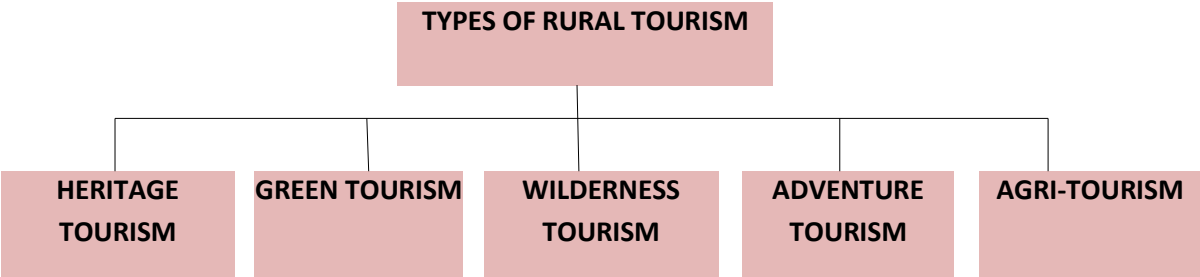 TYPES OF RURAL TOURISM
HERITAGE
TOURISM
GREEN TOURISM
WILDERNESS
TOURISM
ADVENTURE
TOURISM
AGRI-TOURISM